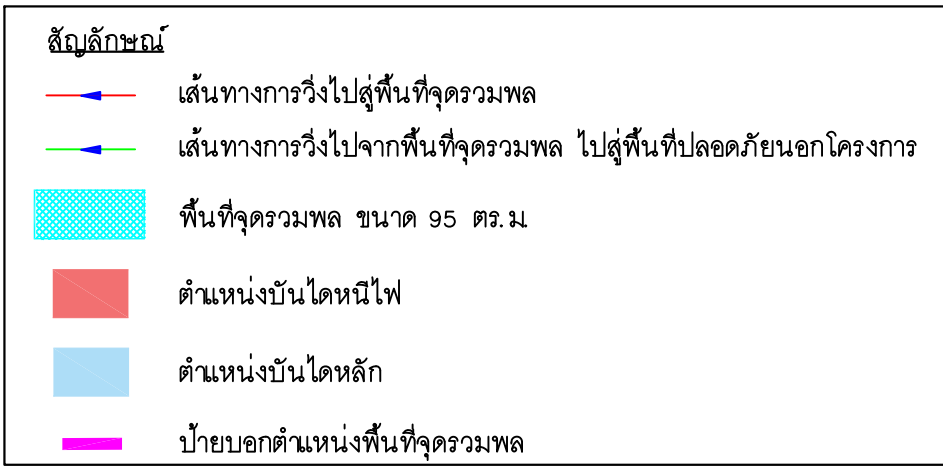 สัญลักษณ์
เส้นทางการวิ่งไปสู่พื้นที่จุดรวมพล
เส้นทางการวิ่งไปจากพื้นที่จุดรวมพล ไปสู่พื้นที่ปลอดภัยนอกโครงการ
พื้นที่จุดรวมพล ขนาด 95 ตร.ม.
ตำแหน่งบันไดหนีไฟ
ตำแหน่งบันไดหลัก
ป้ายบอกตำแหน่งพื้นที่จุดรวมพล